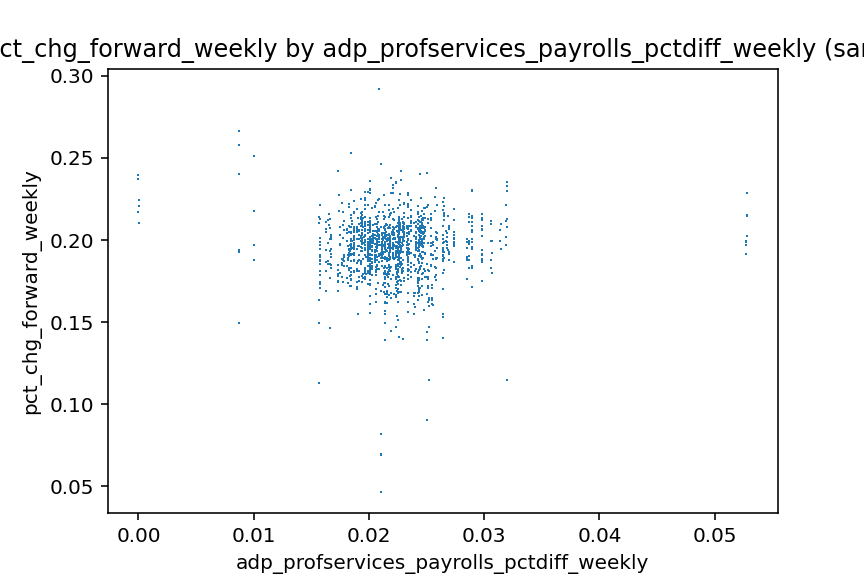 ct_chg_forward_weekly by adp_profservices_payrolls_pctdiff_weekly (sar
0.30
0.25
0.20
0.15
0.10
0.05
pct_chg_forward_weekly
0.00 0.01 0.02 0.03 0.04 0.05
adp_profservices_payrolls_pctdiff_weekly